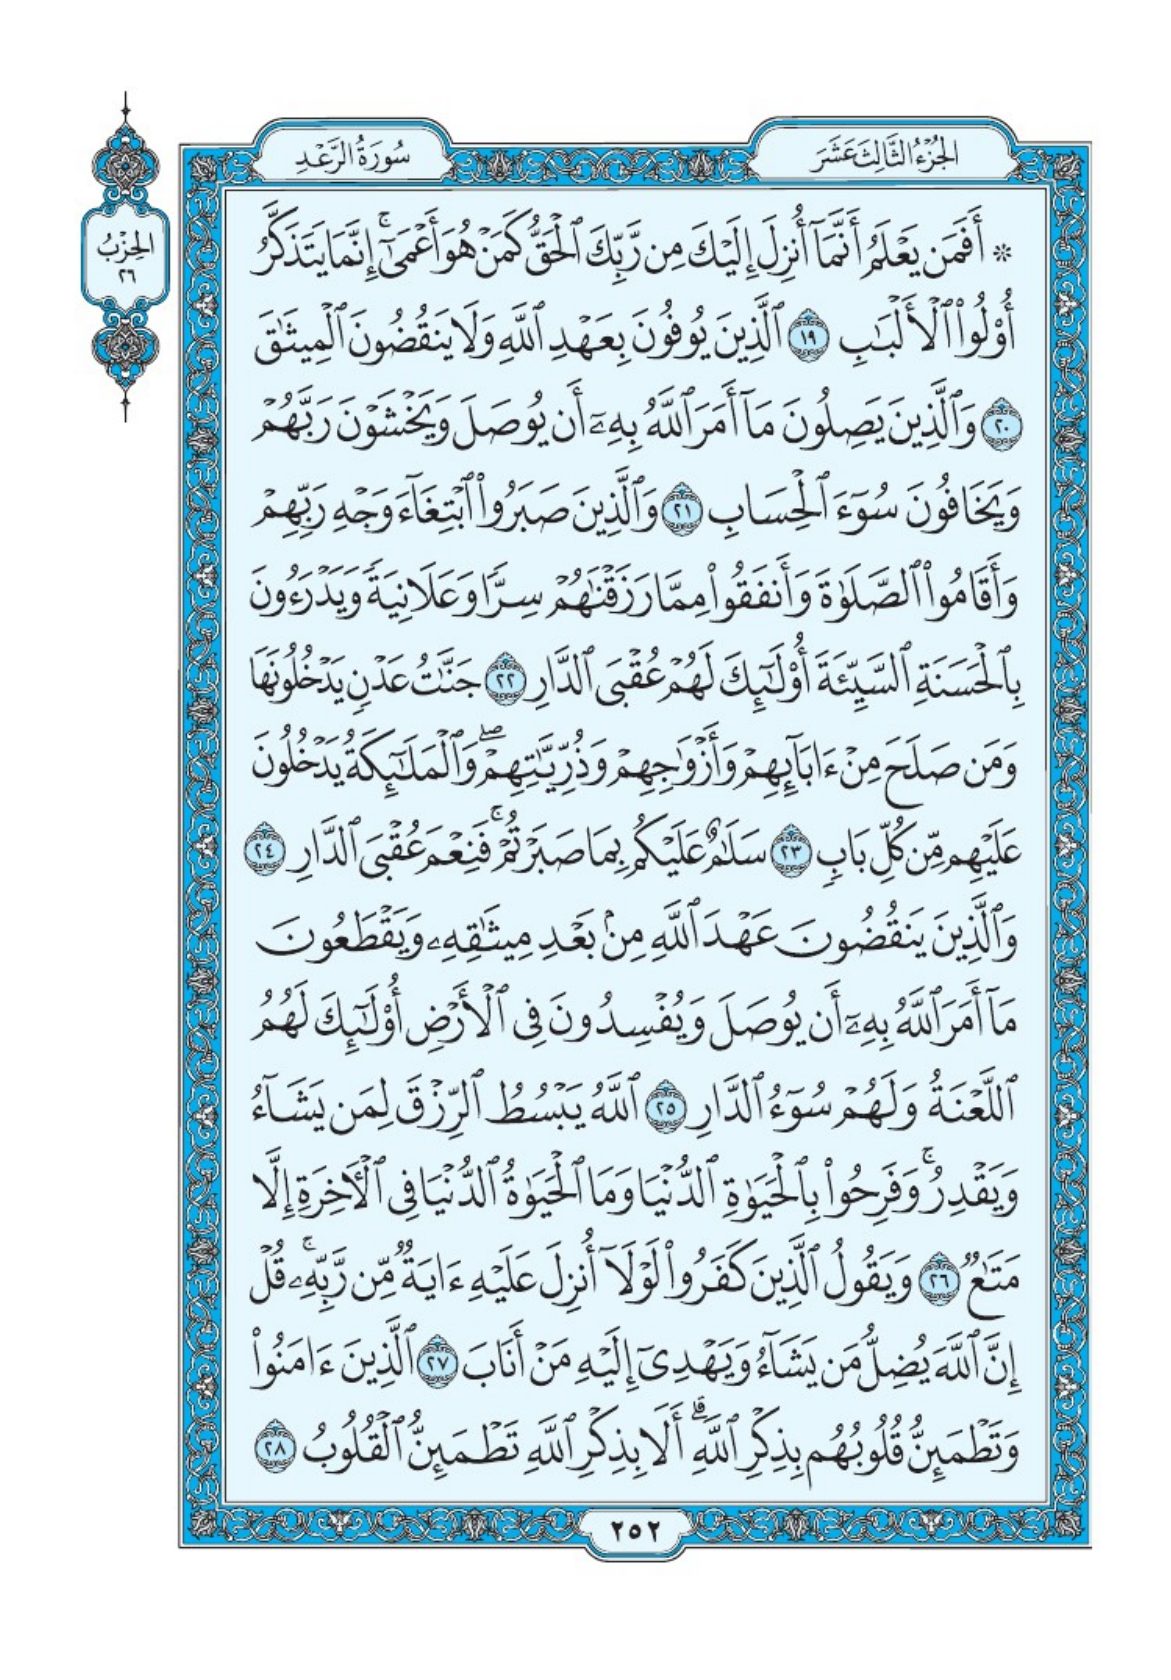 الجُزْءُ الثَّالِثَ عَشَرَ
سُورَةُ الرَّعْدِ
الحِزْبُ
٢٦
۞ أَفَمَن يَعْلَمُ أَنَّمَآ أُنزِلَ إِلَيْكَ مِن رَّبِّكَ ٱلْحَقُّ كَمَنْ هُوَ أَعْمَىٰٓۚ إِنَّمَا يَتَذَكَّرُ
أُوْلُواْ ٱلْأَلْبَٰبِ ١٩ ٱلَّذِينَ يُوفُونَ بِعَهْدِ ٱللَّهِ وَلَا يَنقُضُونَ ٱلْمِيثَٰقَ
٢٠ وَٱلَّذِينَ يَصِلُونَ مَآ أَمَرَ ٱللَّهُ بِهِۦٓ أَن يُوصَلَ وَيَخْشَوْنَ رَبَّهُمْ
وَيَخَافُونَ سُوٓءَ ٱلْحِسَابِ ٢١ وَٱلَّذِينَ صَبَرُواْ ٱبْتِغَآءَ وَجْهِ رَبِّهِمْ
وَأَقَامُواْ ٱلصَّلَوٰةَ وَأَنفَقُواْ مِمَّا رَزَقْنَٰهُمْ سِرًّا وَعَلَانِيَةً وَيَدْرَءُونَ
بِٱلْحَسَنَةِ ٱلسَّيِّئَةَ أُوْلَٰٓئِكَ لَهُمْ عُقْبَى ٱلدَّارِ ٢٢ جَنَّٰتُ عَدْنٍ يَدْخُلُونَهَا
وَمَن صَلَحَ مِنْ ءَابَآئِهِمْ وَأَزْوَٰجِهِمْ وَذُرِّيَّٰتِهِمْۖ وَٱلْمَلَٰٓئِكَةُ يَدْخُلُونَ
عَلَيْهِم مِّن كُلِّ بَابٍ ٢٣ سَلَٰمٌ عَلَيْكُم بِمَا صَبَرْتُمْۚ فَنِعْمَ عُقْبَى ٱلدَّارِ ٢٤
وَٱلَّذِينَ يَنقُضُونَ عَهْدَ ٱللَّهِ مِنۢ بَعْدِ مِيثَٰقِهِۦ وَيَقْطَعُونَ
مَآ أَمَرَ ٱللَّهُ بِهِۦٓ أَن يُوصَلَ وَيُفْسِدُونَ فِى ٱلْأَرْضِ أُوْلَٰٓئِكَ لَهُمُ
ٱللَّعْنَةُ وَلَهُمْ سُوٓءُ ٱلدَّارِ ٢٥ ٱللَّهُ يَبْسُطُ ٱلرِّزْقَ لِمَن يَشَآءُ
وَيَقْدِرُۚ وَفَرِحُواْ بِٱلْحَيَوٰةِ ٱلدُّنْيَا وَمَا ٱلْحَيَوٰةُ ٱلدُّنْيَا فِى ٱلْأٓخِرَةِ إِلَّا
مَتَٰعٌ ٢٦ وَيَقُولُ ٱلَّذِينَ كَفَرُواْ لَوْلَآ أُنزِلَ عَلَيْهِ ءَايَةٌ مِّن رَّبِّهِۦۚ قُلْ
إِنَّ ٱللَّهَ يُضِلُّ مَن يَشَآءُ وَيَهْدِىٓ إِلَيْهِ مَنْ أَنَابَ ٢٧ ٱلَّذِينَ ءَامَنُواْ
وَتَطْمَئِنُّ قُلُوبُهُم بِذِكْرِ ٱللَّهِۗ أَلَا بِذِكْرِ ٱللَّهِ تَطْمَئِنُّ ٱلْقُلُوبُ ٢٨
٢٥٢